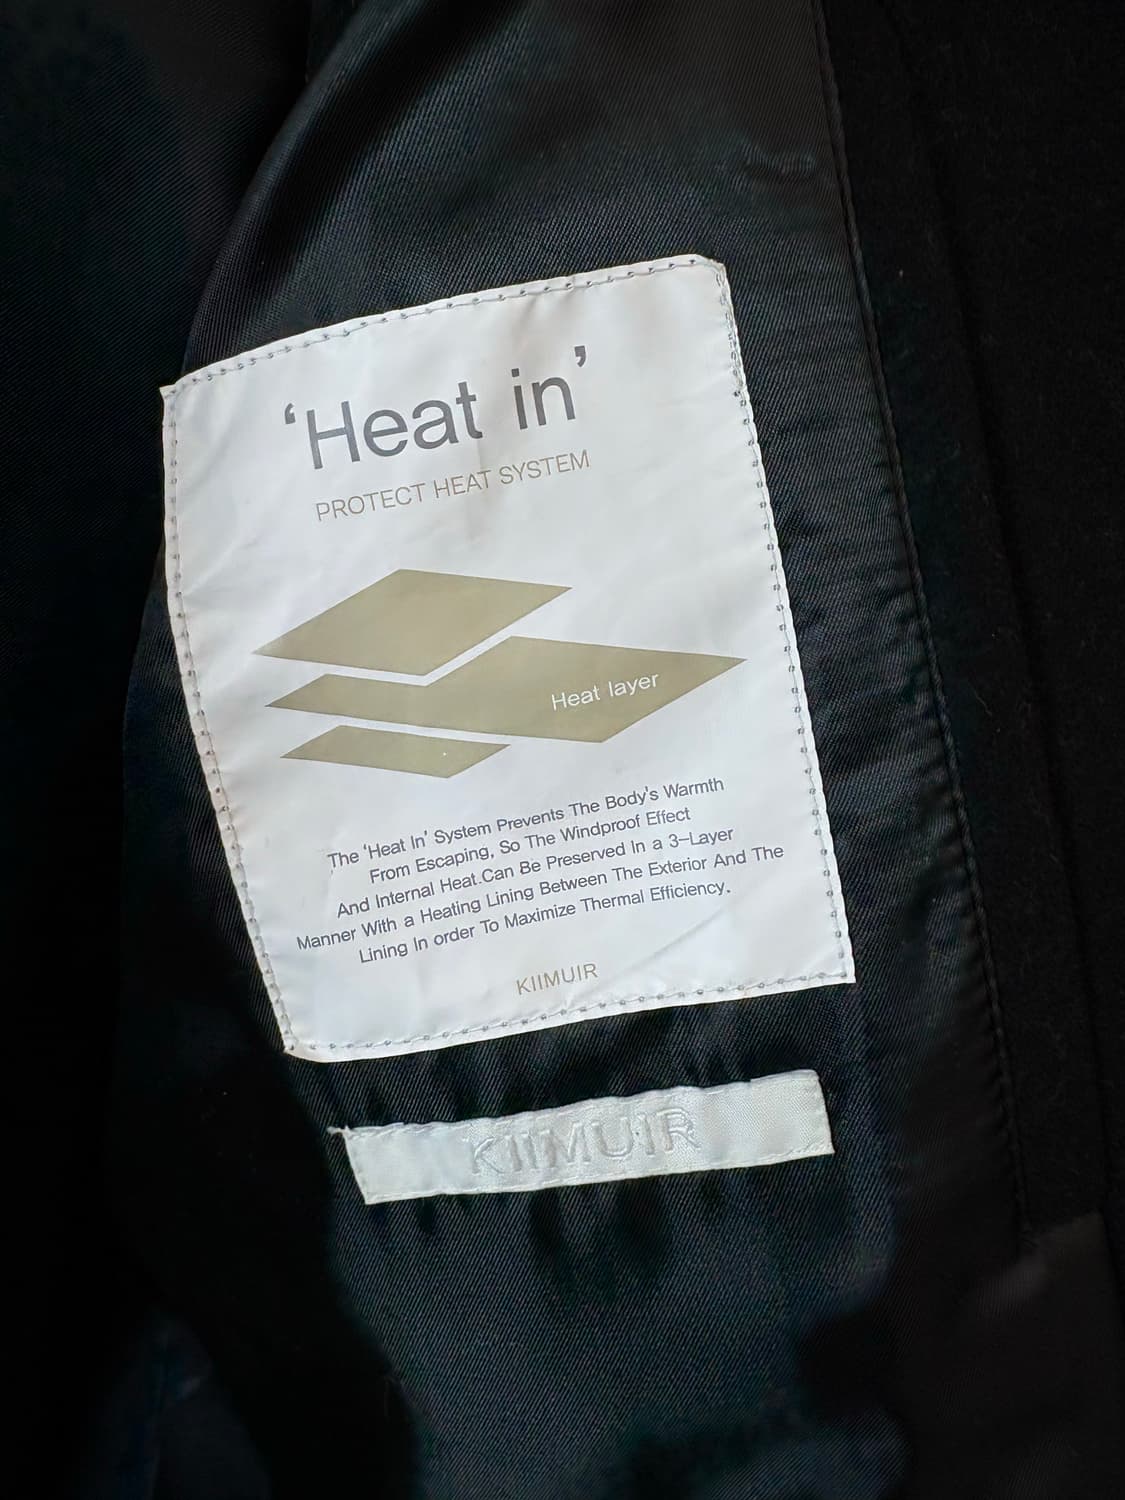 ‘Heat in’
PROTECT HEAT SYSTEM
Heat layer
The ‘Heat In’ System Prevents The Body's Warmth
From Escaping, So The Windproof Effect
And Internal Heat.Can Be Preserved In a 3-Layer
Manner With a Heating Lining Between The Exterior And The
Lining In order To Maximize Thermal Efficiency.
KIIMUIR
KIIMUIR